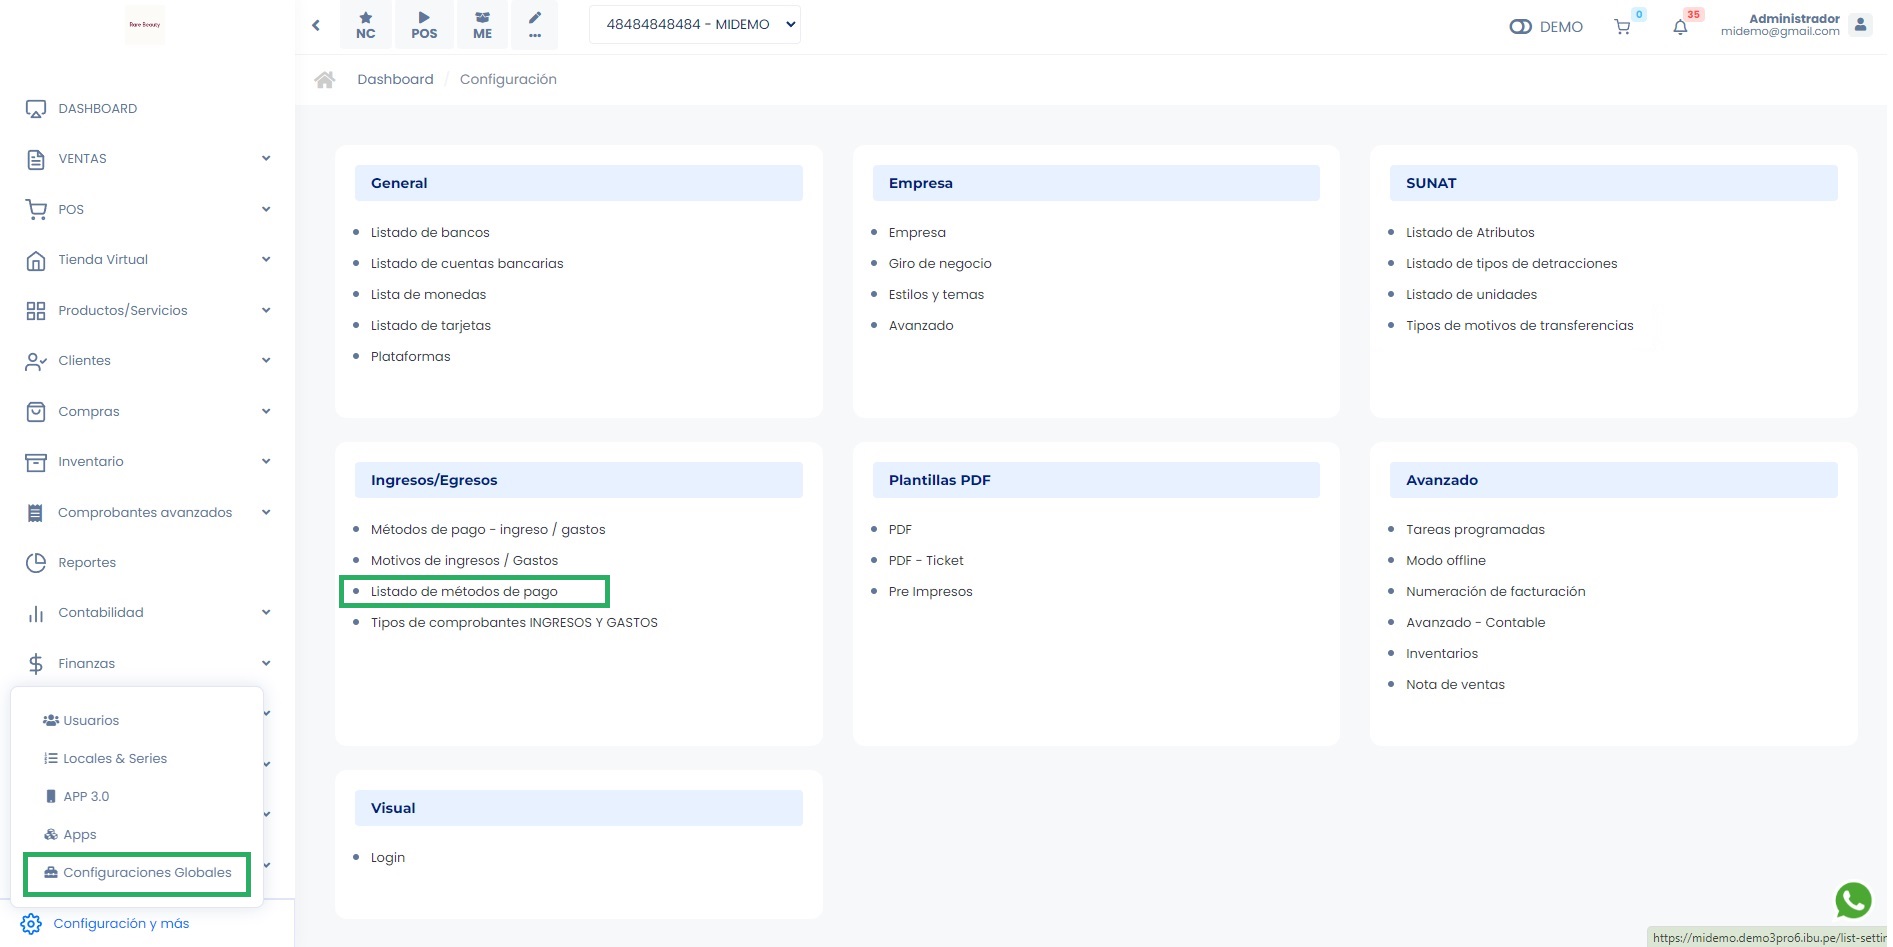 Rare Beauty
NC
POS
ME
...
48484848484 - MIDEMO
DEMO
0
35
Administrador
midemo@gmail.com
Dashboard / Configuración
DASHBOARD
VENTAS
POS
Tienda Virtual
Productos/Servicios
Clientes
Compras
Inventario
Comprobantes avanzados
Reportes
Contabilidad
Finanzas
Usuarios
Locales & Series
APP 3.0
Apps
Configuraciones Globales
Configuración y más
General
Listado de bancos
Listado de cuentas bancarias
Lista de monedas
Listado de tarjetas
Plataformas
Empresa
Empresa
Giro de negocio
Estilos y temas
Avanzado
SUNAT
Listado de Atributos
Listado de tipos de detracciones
Listado de unidades
Tipos de motivos de transferencias
Ingresos/Egresos
Métodos de pago - ingreso / gastos
Motivos de ingresos / Gastos
Listado de métodos de pago
Tipos de comprobantes INGRESOS Y GASTOS
Plantillas PDF
PDF
PDF - Ticket
Pre Impresos
Avanzado
Tareas programadas
Modo offline
Numeración de facturación
Avanzado - Contable
Inventarios
Nota de ventas
Visual
Login
https://midemo.demo3pro6.ibu.pe/list-settin